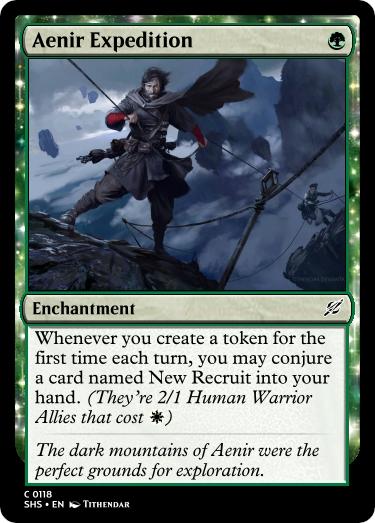 Aenir Expedition
Enchantment
Whenever you create a token for the
first time each turn, you may conjure
a card named New Recruit into your
hand. (They're 2/1 Human Warrior
Allies that cost )
The dark mountains of Aenir were the
perfect grounds for exploration.
C 0118
SHS • EN Tithendar